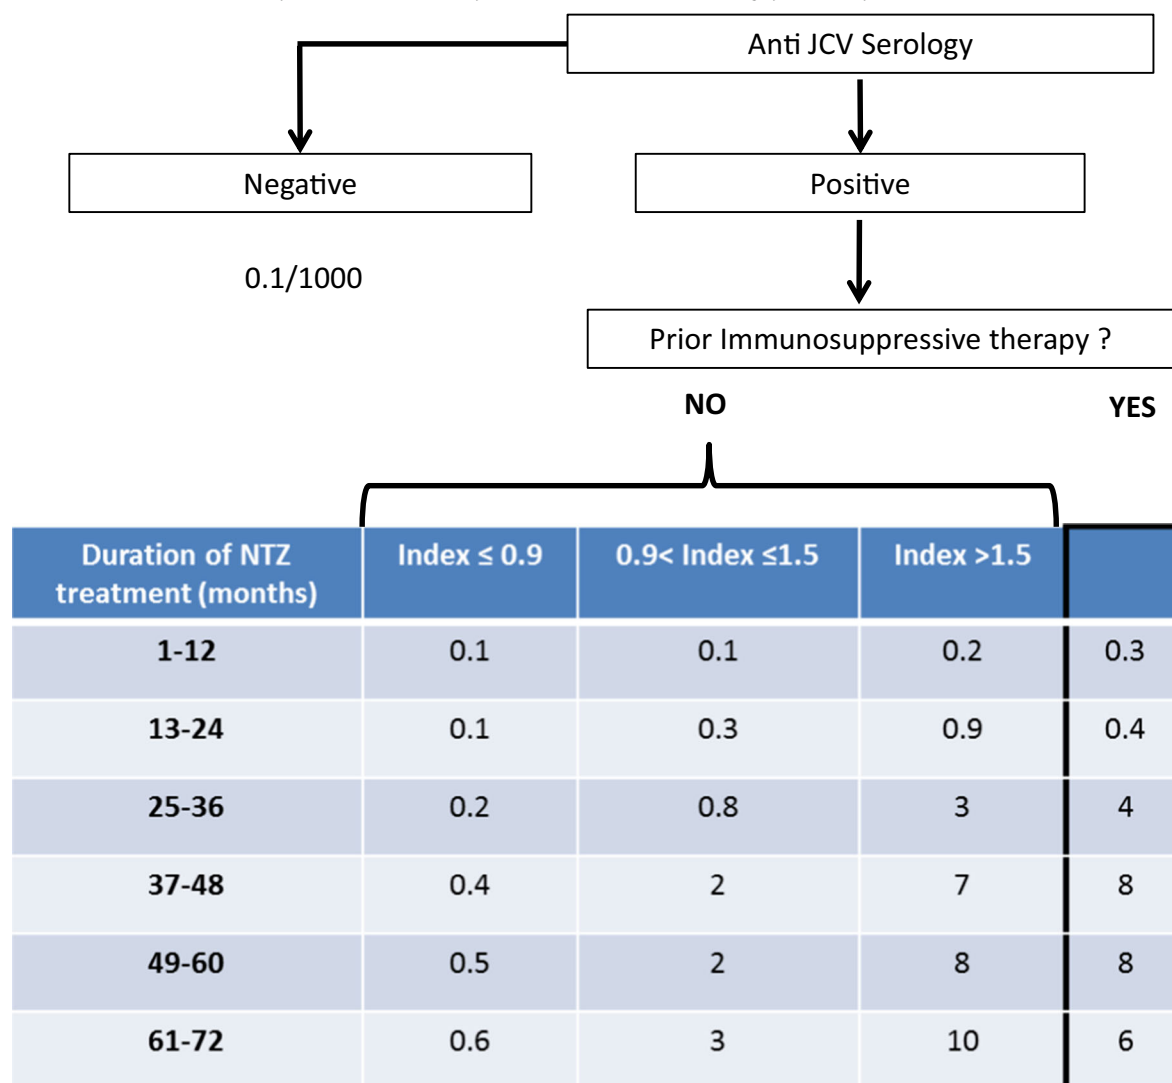 Anti JCV Serology
Negative
Positive
0.1/1000
Prior Immunosuppressive therapy ?
NO
YES
Duration of NTZ
treatment (months)
Index ≤ 0.9
0.9< Index ≤1.5
Index >1.5
1-12 0.1 0.1 0.2 0.3
13-24 0.1 0.3 0.9 0.4
25-36 0.2 0.8 3 4
37-48 0.4 2 7 8
49-60 0.5 2 8 8
61-72 0.6 3 10 6